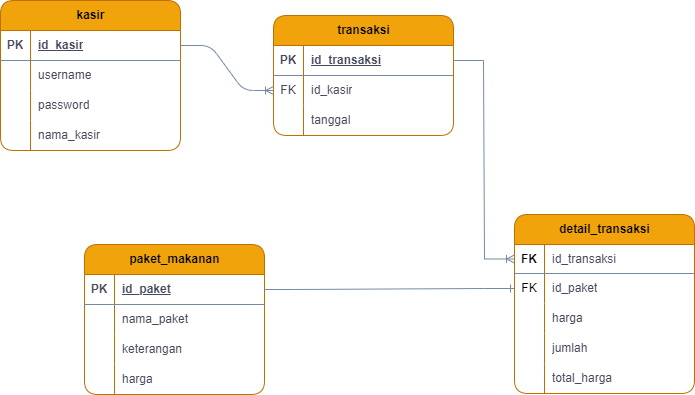 kasir
PK id_kasir
username
password
nama_kasir
transaksi
PK id_transaksi
FK id_kasir
tanggal
paket_makanan
PK id_paket
nama_paket
keterangan
harga
detail_transaksi
FK id_transaksi
FK id_paket
harga
jumlah
total_harga